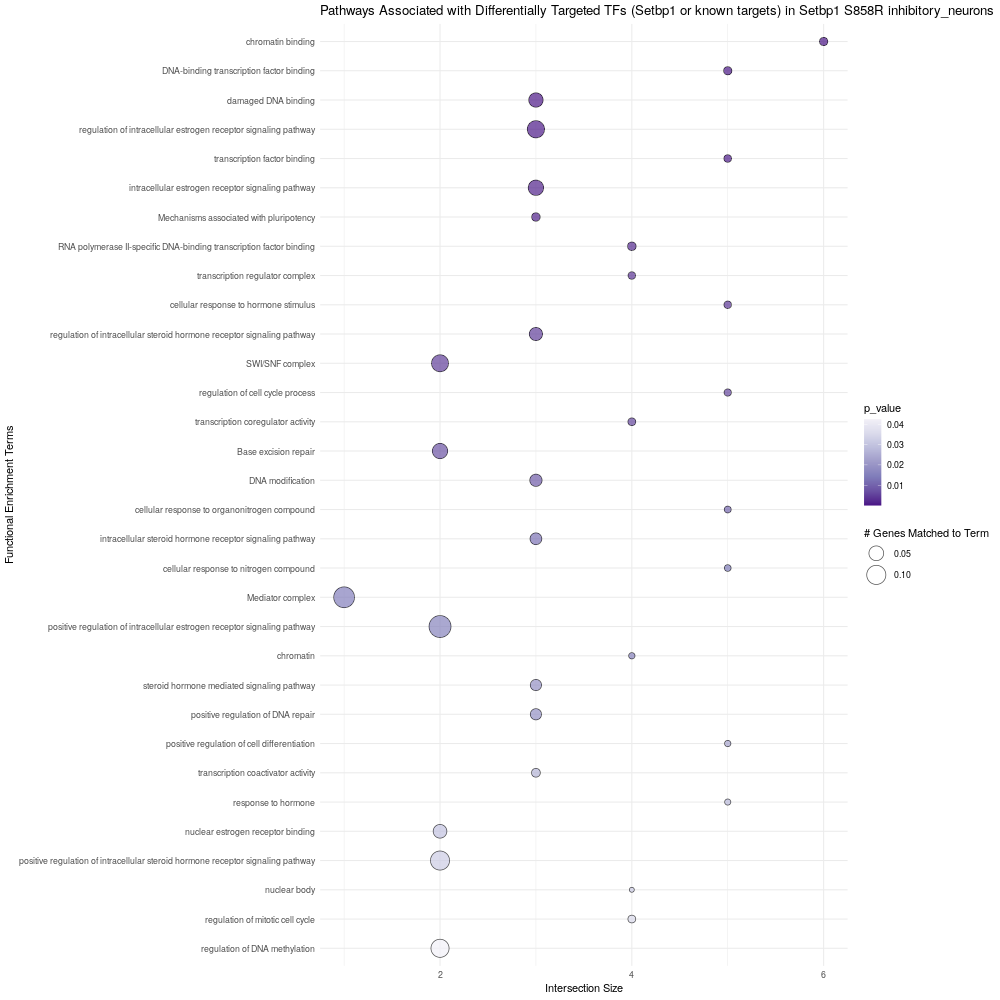 Pathways Associated with Differentially Targeted TFs (Setbp1 or known targets) in Setbp1 S858R inhibitory_neurons
chromatin binding
DNA-binding transcription factor binding
damaged DNA binding
regulation of intracellular estrogen receptor signaling pathway
transcription factor binding
intracellular estrogen receptor signaling pathway
Mechanisms associated with pluripotency
RNA polymerase II-specific DNA-binding transcription factor binding
transcription regulator complex
cellular response to hormone stimulus
regulation of intracellular steroid hormone receptor signaling pathway
SWI/SNF complex
regulation of cell cycle process
transcription coregulator activity
Base excision repair
DNA modification
cellular response to organonitrogen compound
intracellular steroid hormone receptor signaling pathway
cellular response to nitrogen compound
Mediator complex
positive regulation of intracellular estrogen receptor signaling pathway
chromatin
steroid hormone mediated signaling pathway
positive regulation of DNA repair
positive regulation of cell differentiation
transcription coactivator activity
response to hormone
nuclear estrogen receptor binding
positive regulation of intracellular steroid hormone receptor signaling pathway
nuclear body
regulation of mitotic cell cycle
regulation of DNA methylation
Functional Enrichment Terms
2 4 6
Intersection Size
p_value
0.04
0.03
0.02
0.01
# Genes Matched to Term
0.05
0.10